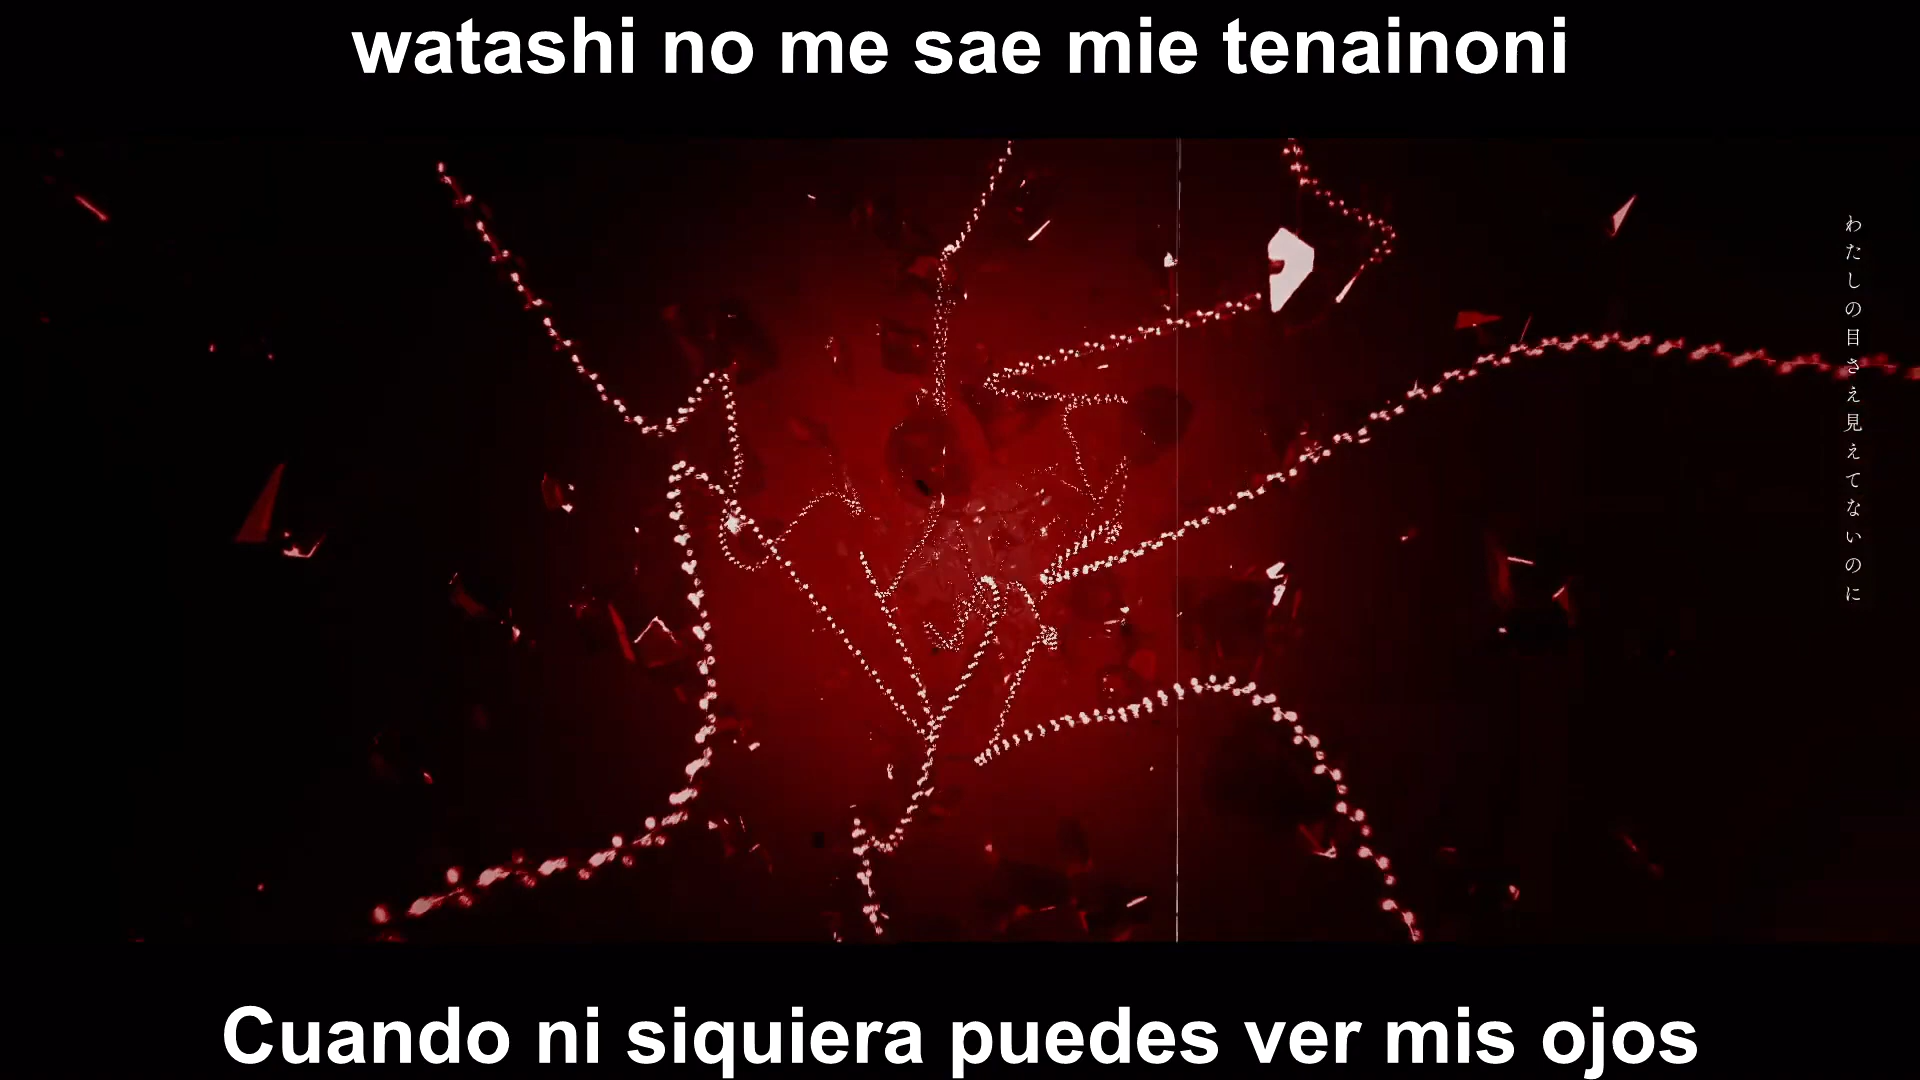 watashi no me sae mie tenainoni
わたしの目さえ見えてないのに
Cuando ni siquiera puedes ver mis ojos